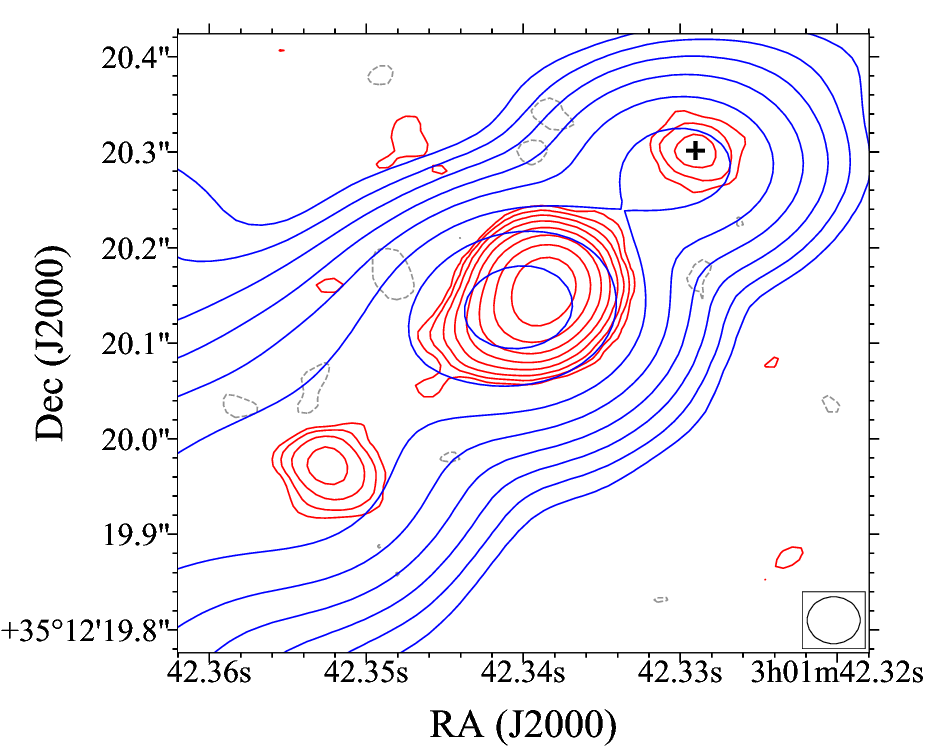 20.4"
20.3"
20.2"
20.1"
20.0"
19.9"
+35°12'19.8"
Dec (J2000)
42.36s 42.35s 42.34s 42.33s 3h01m42.32s
RA (J2000)